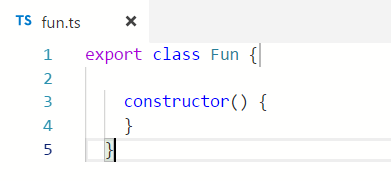 TS fun.ts ×
1 export class Fun {
2
3 constructor() {
4 }
5 }